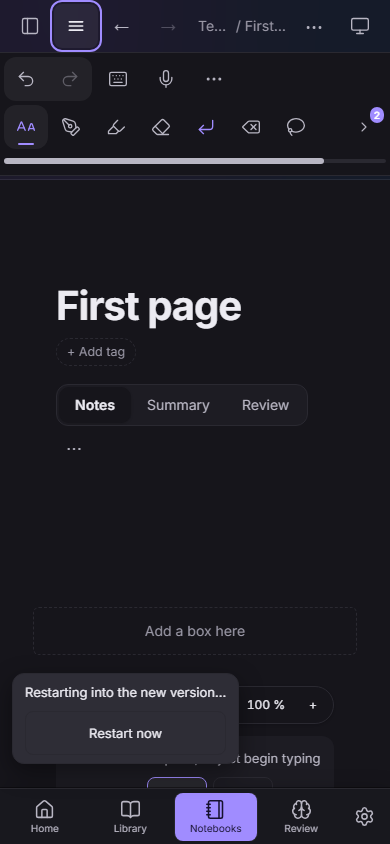 Te... / First...
2
AA
First page
+ Add tag
Notes Summary Review
...
Add a box here
Restarting into the new version...
Restart now
100 % +
begin typing
Home Library Notebooks Review